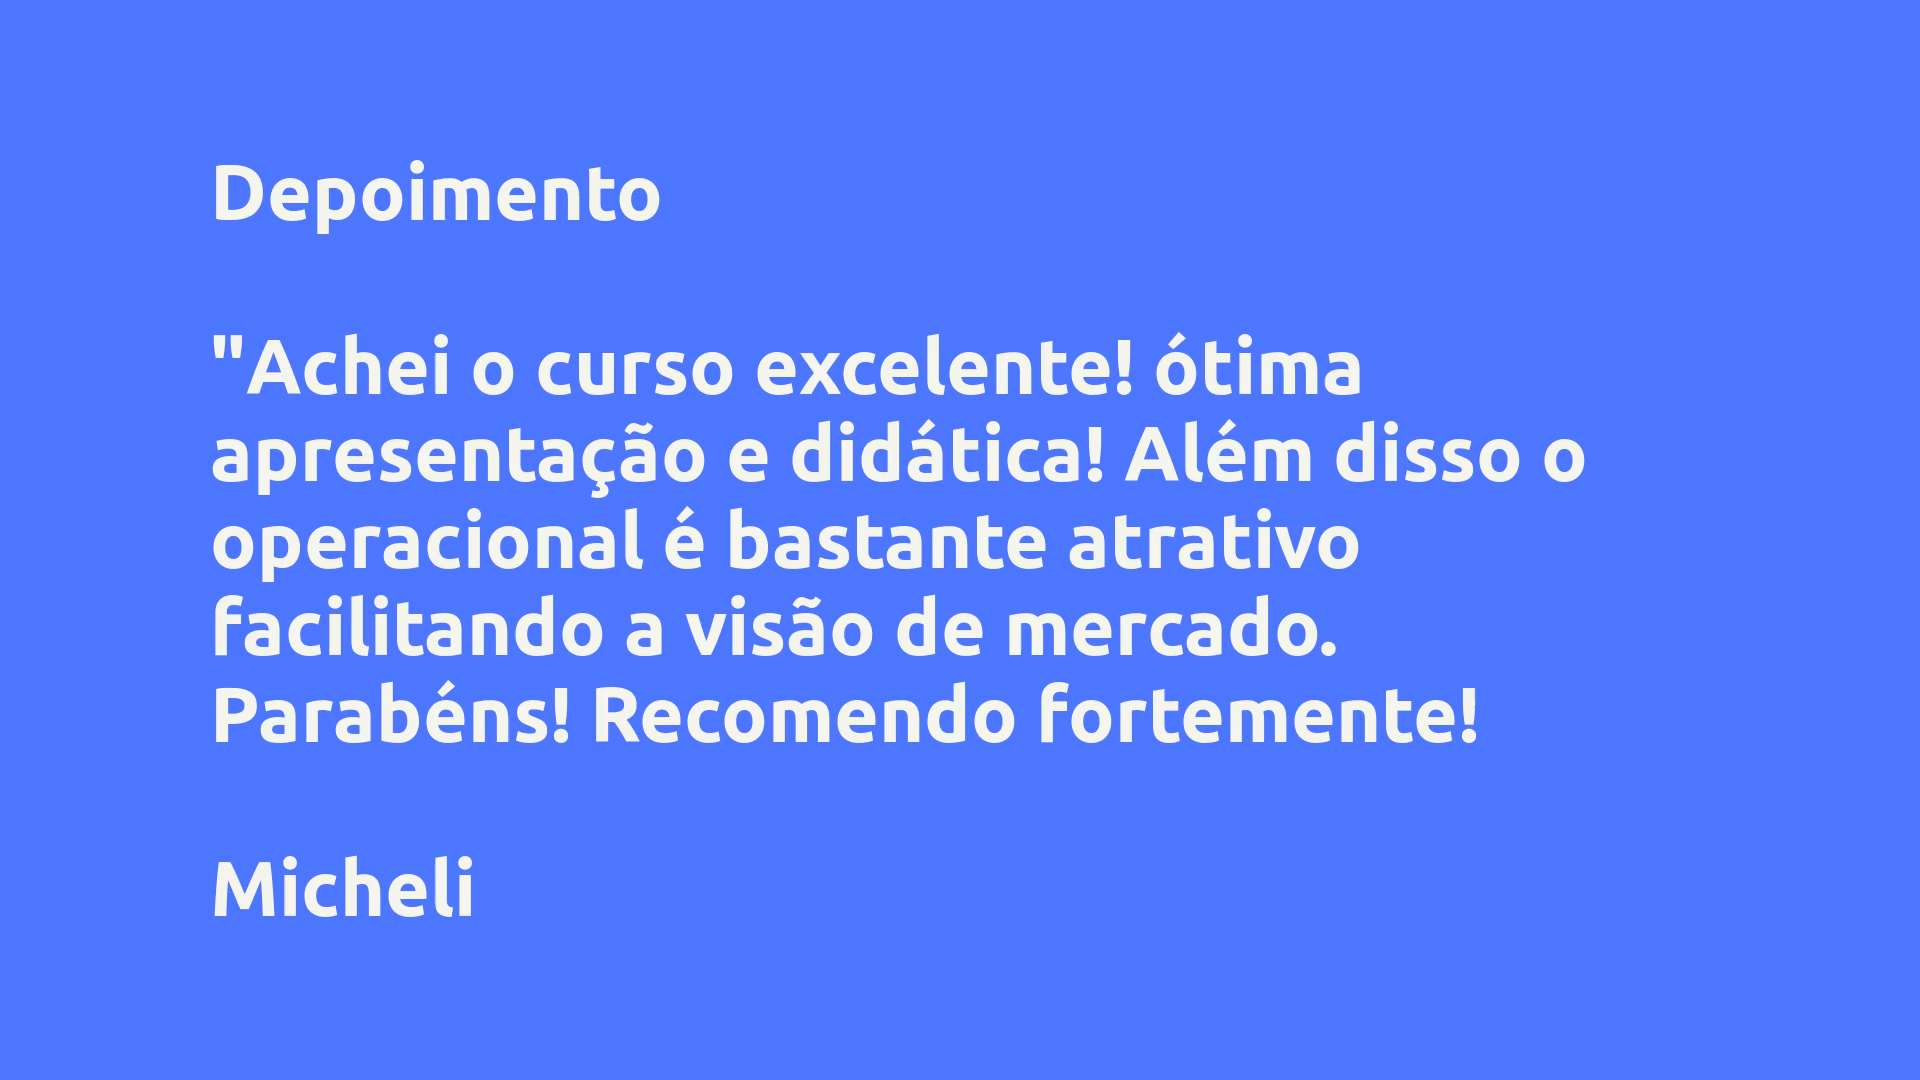 Depoimento
"Achei o curso excelente! ótima
apresentação e didática! Além disso o
operacional é bastante atrativo
facilitando a visão de mercado.
Parabéns! Recomendo fortemente!
Micheli